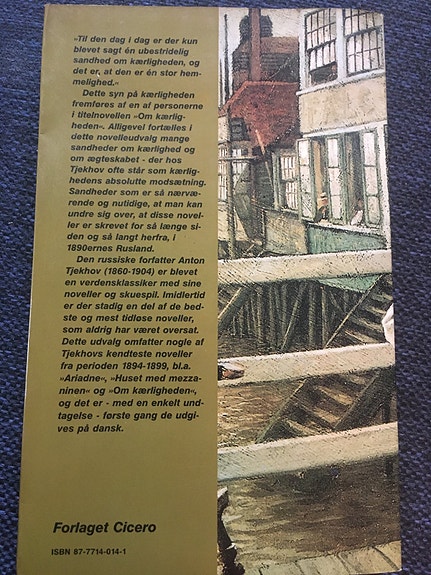 »Til den dag i dag er der kun
blevet sagt én ubestridelig
sandhed om kærligheden, og
det er, at den er én stor hem-
melighed.«
Dette syn på kærligheden
fremføres af en af personerne
i titelnovellen »Om kærlig-
heden«. Alligevel fortælles i
dette novelleudvalg mange
sandheder om kærlighed og
om ægteskabet - der hos
Tjekhov ofte står som kærlig-
hedens absolutte modsætning.
Sandheder som er så nærvæ-
rende og nutidige, at man kan
undre sig over, at disse novel-
ler er skrevet for så længe si-
den og så langt herfra, i
1890ernes Rusland.
Den russiske forfatter Anton
Tjekhov (1860-1904) er blevet
en verdensklassiker med sine
noveller og skuespil. Imidlertid
er der stadig en del af de bed-
ste og mest tidløse noveller,
som aldrig har været oversat.
Dette udvalg omfatter nogle af
Tjekhovs kendteste noveller
fra perioden 1894-1899, bl.a.
»Ariadne«, »Huset med mezza-
ninen« og »Om kærligheden«,
og det er - med en enkelt und-
tagelse - første gang de udgi-
ves på dansk.
Forlaget Cicero
ISBN 87-7714-014-1